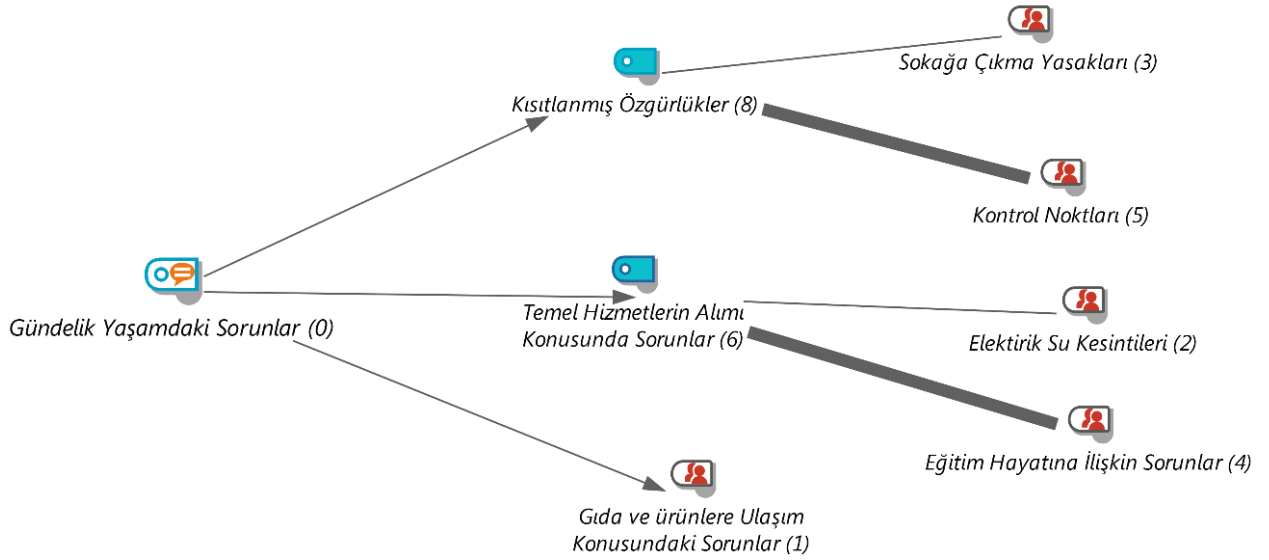 Sokağa Çıkma Yasakları (3)
Kısıtlanmış Özgürlükler (8)
Kontrol Noktları (5)
Gündelik Yaşamdaki Sorunlar (0)
Temel Hizmetlerin Alımı
Konusunda Sorunlar (6)
Elektirik Su Kesintileri (2)
Eğitim Hayatına İlişkin Sorunlar (4)
Gıda ve ürünlere Ulaşım
Konusundaki Sorunlar (1)